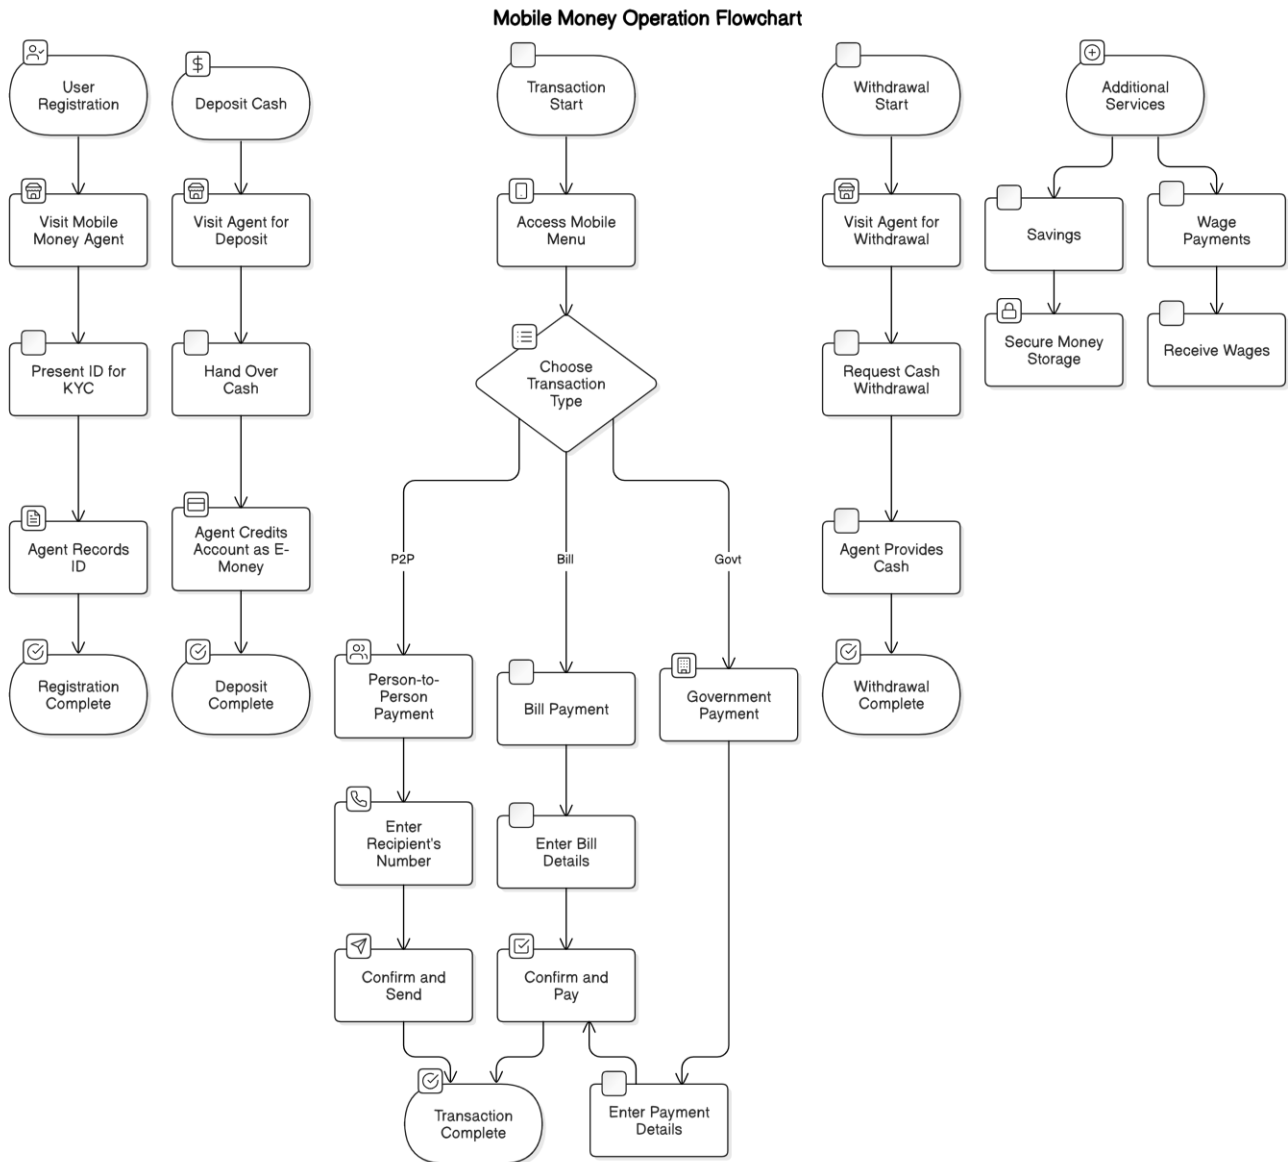 Mobile Money Operation Flowchart
User
Registration
Visit Mobile
Money Agent
Present ID for
KYC
Agent Records
ID
Registration
Complete
Deposit Cash
Visit Agent for
Deposit
Hand Over
Cash
Agent Credits
Account as E-
Money
Deposit
Complete
Transaction
Start
Access Mobile
Menu
Choose
Transaction
Type
P2P
Bill
Govt
Person-to-
Person
Payment
Enter
Recipient's
Number
Confirm and
Send
Bill Payment
Enter Bill
Details
Confirm and
Pay
Government
Payment
Enter Payment
Details
Transaction
Complete
Withdrawal
Start
Visit Agent for
Withdrawal
Request Cash
Withdrawal
Agent Provides
Cash
Withdrawal
Complete
Additional
Services
Savings
Secure Money
Storage
Wage
Payments
Receive Wages